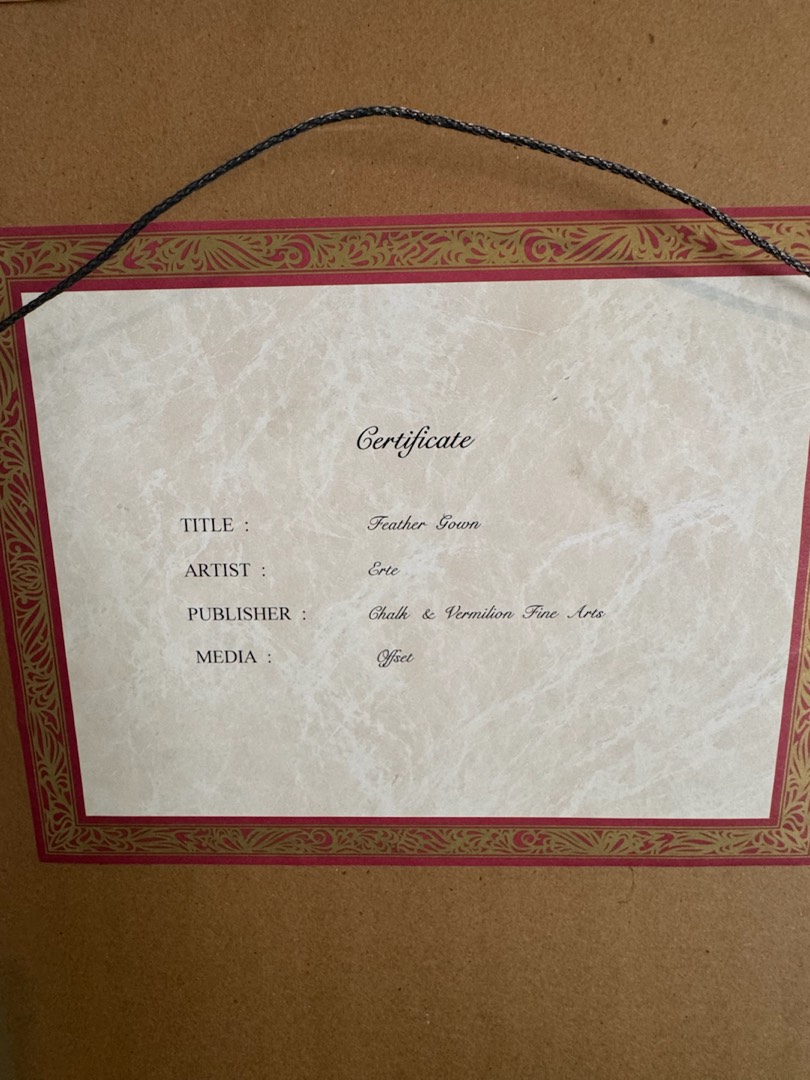 Certificate
TITLE : Feather Gown
ARTIST : Erte
PUBLISHER : Chalk & Vermilion Fine Arts
MEDIA : Offset